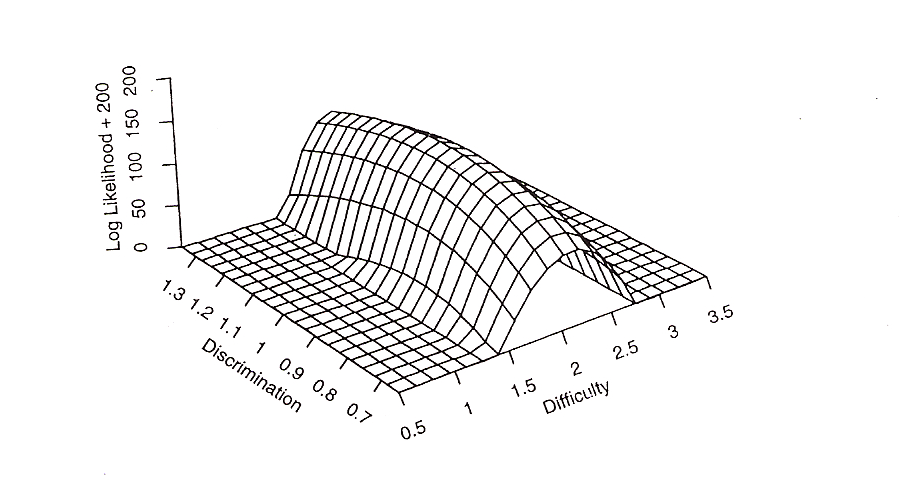 Log Likelihood + 200
0 50 100 150 200
1.3 1.2 1.1 1 0.9 0.8 0.7
Discrimination
0.5 1 1.5 2 2.5 3 3.5
Difficulty